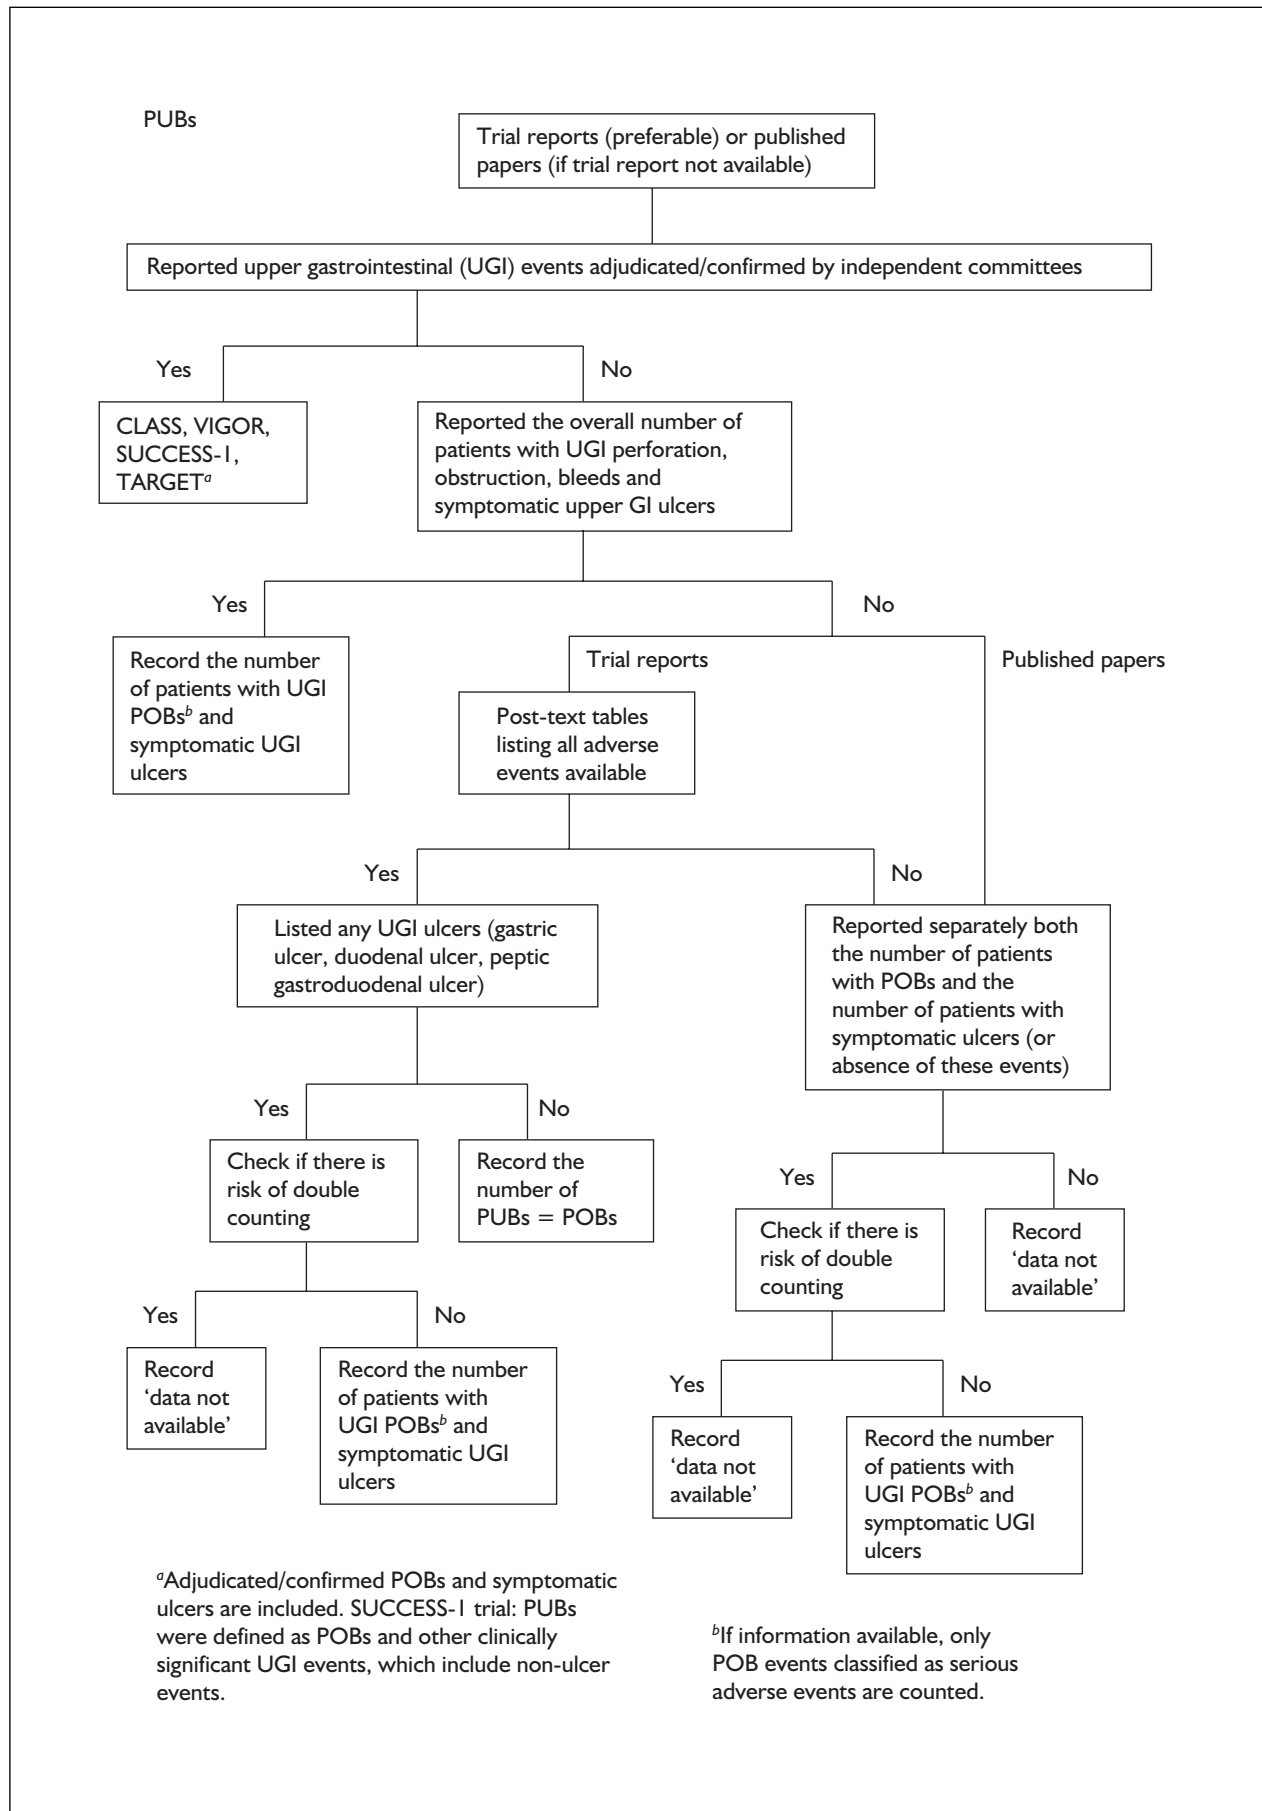 PUBs
Trial reports (preferable) or published
papers (if trial report not available)
Reported upper gastrointestinal (UGI) events adjudicated/confirmed by independent committees
Yes
No
CLASS, VIGOR,
SUCCESS-1,
TARGETa
Reported the overall number of
patients with UGI perforation,
obstruction, bleeds and
symptomatic upper GI ulcers
Yes
No
Record the number
of patients with UGI
POBsb and
symptomatic UGI
ulcers
Trial reports
Published papers
Post-text tables
listing all adverse
events available
Yes
No
Listed any UGI ulcers (gastric
ulcer, duodenal ulcer, peptic
gastroduodenal ulcer)
Reported separately both
the number of patients
with POBs and the
number of patients with
symptomatic ulcers (or
absence of these events)
Yes
No
Check if there is
risk of double
counting
Record the
number of
PUBs = POBs
Yes
No
Check if there is
risk of double
counting
Record
‘data not
available’
Yes
No
Record
‘data not
available’
Record the number
of patients with
UGI POBsb and
symptomatic UGI
ulcers
Yes
No
Record
‘data not
available’
Record the number
of patients with
UGI POBsb and
symptomatic UGI
ulcers
aAdjudicated/confirmed POBs and symptomatic
ulcers are included. SUCCESS-1 trial: PUBs
were defined as POBs and other clinically
significant UGI events, which include non-ulcer
events.
bIf information available, only
POB events classified as serious
adverse events are counted.